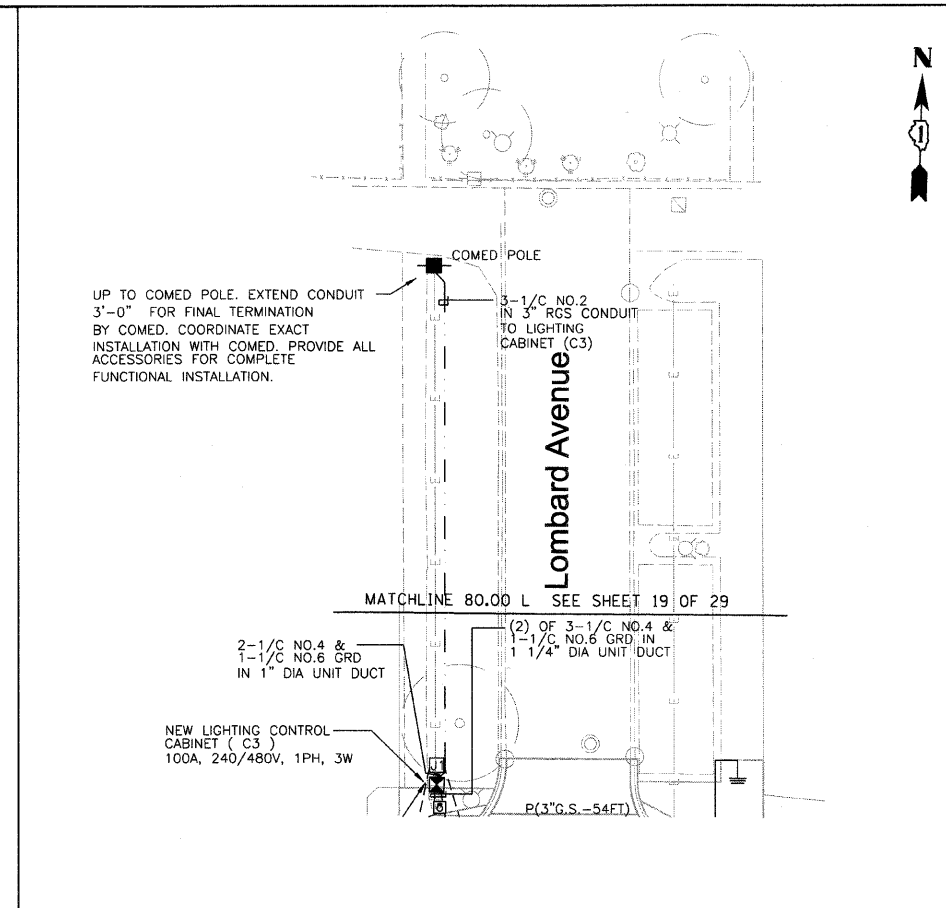 N
1
COMED POLE
UP TO COMED POLE. EXTEND CONDUIT
3'-0" FOR FINAL TERMINATION
BY COMED. COORDINATE EXACT
INSTALLATION WITH COMED. PROVIDE ALL
ACCESSORIES FOR COMPLETE
FUNCTIONAL INSTALLATION.
3-1/C NO.2
IN 3" RGS CONDUIT
TO LIGHTING
CABINET (C3)
Lombard Avenue
MATCHLINE 80.00 L SEE SHEET 19 OF 29
(2) OF 3-1/C NO.4 &
1-1/C NO.6 GRD IN
1 1/4" DIA UNIT DUCT
2-1/C NO.4 &
1-1/C NO.6 GRD
IN 1" DIA UNIT DUCT
NEW LIGHTING CONTROL
CABINET ( C3 )
100A, 240/480V, 1PH, 3W
J1
P(3"G.S.-54FT)